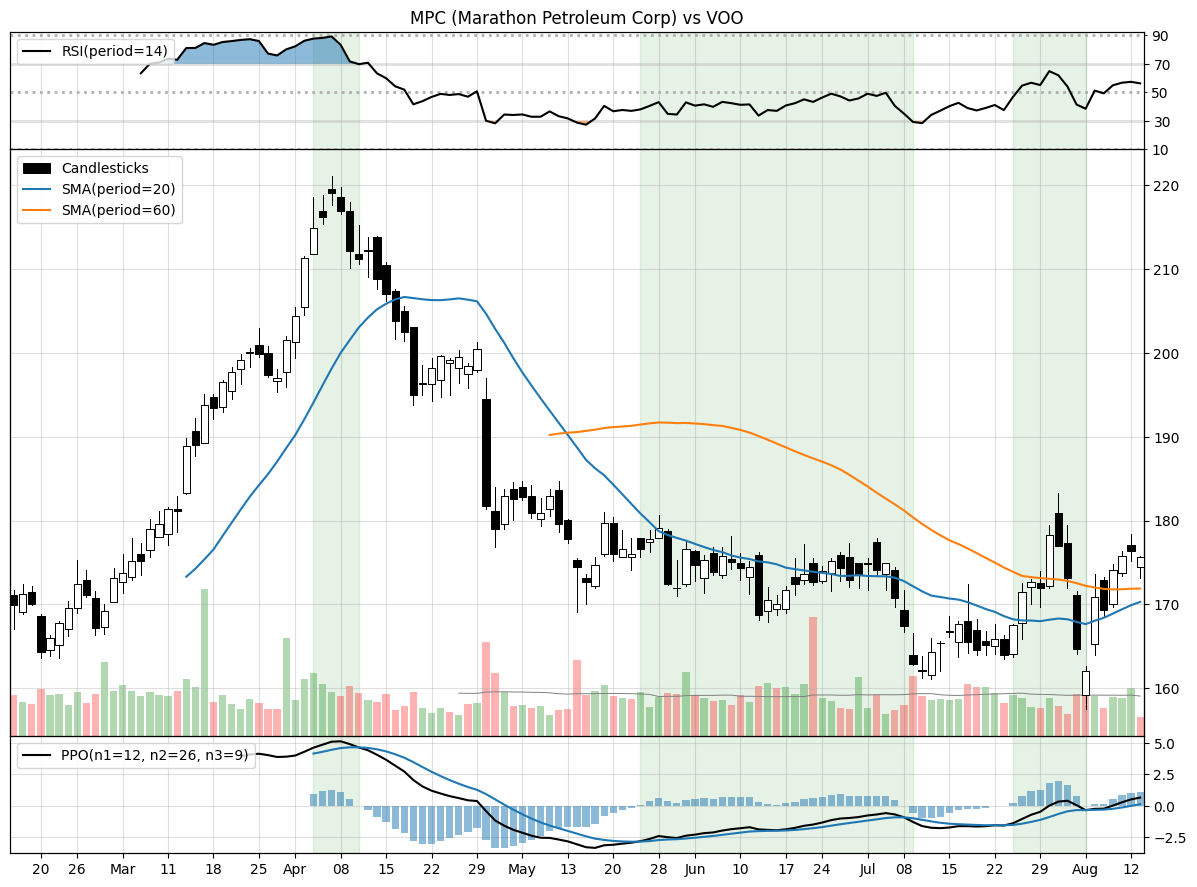 MPC (Marathon Petroleum Corp) vs VOO
RSI(period=14)
90
70
50
30
10
Candlesticks
SMA(period=20)
SMA(period=60)
220
210
200
190
180
170
160
PPO(n1=12, n2=26, n3=9)
5.0
2.5
0.0
−2.5
20 26 Mar 11 18 25 Apr 08 15 22 29 May 13 20 28 Jun 10 17 24 Jul 08 15 22 29 Aug 12